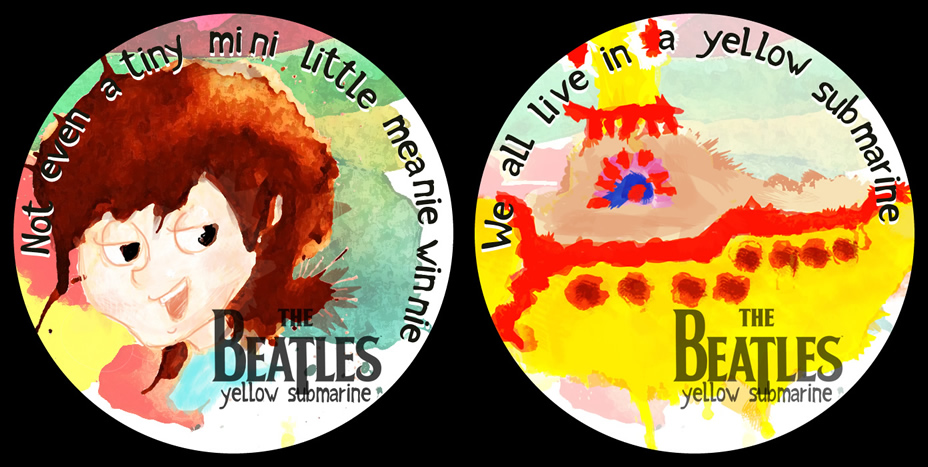 Not even a tiny mini little meanie winnie
THE
BEATLES
yellow submarine
We all live in a yellow submarine
THE
BEATLES
yellow submarine